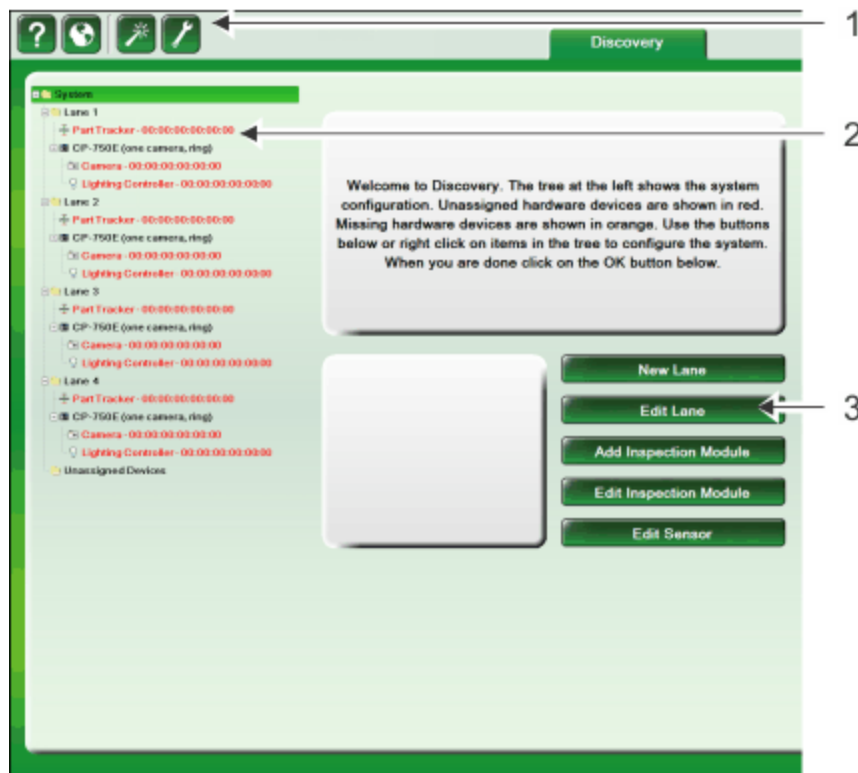 ?
1
Discovery
System
Lane 1
Part Tracker - 00:00:00:00:00:00
2
CP-750E (one camera, ring)
Camera - 00:00:00:00:00:00
Lighting Controller - 00:00:00:00:00:00
Lane 2
Part Tracker - 00:00:00:00:00:00
CP-750E (one camera, ring)
Camera - 00:00:00:00:00:00
Lighting Controller - 00:00:00:00:00:00
Lane 3
Part Tracker - 00:00:00:00:00:00
CP-750E (one camera, ring)
Camera - 00:00:00:00:00:00
Lighting Controller - 00:00:00:00:00:00
Lane 4
Part Tracker - 00:00:00:00:00:00
CP-750E (one camera, ring)
Camera - 00:00:00:00:00:00
Lighting Controller - 00:00:00:00:00:00
Unassigned Devices
Welcome to Discovery. The tree at the left shows the system
configuration. Unassigned hardware devices are shown in red.
Missing hardware devices are shown in orange. Use the buttons
below or right click on items in the tree to configure the system.
When you are done click on the OK button below.
New Lane
Edit Lane
3
Add Inspection Module
Edit Inspection Module
Edit Sensor